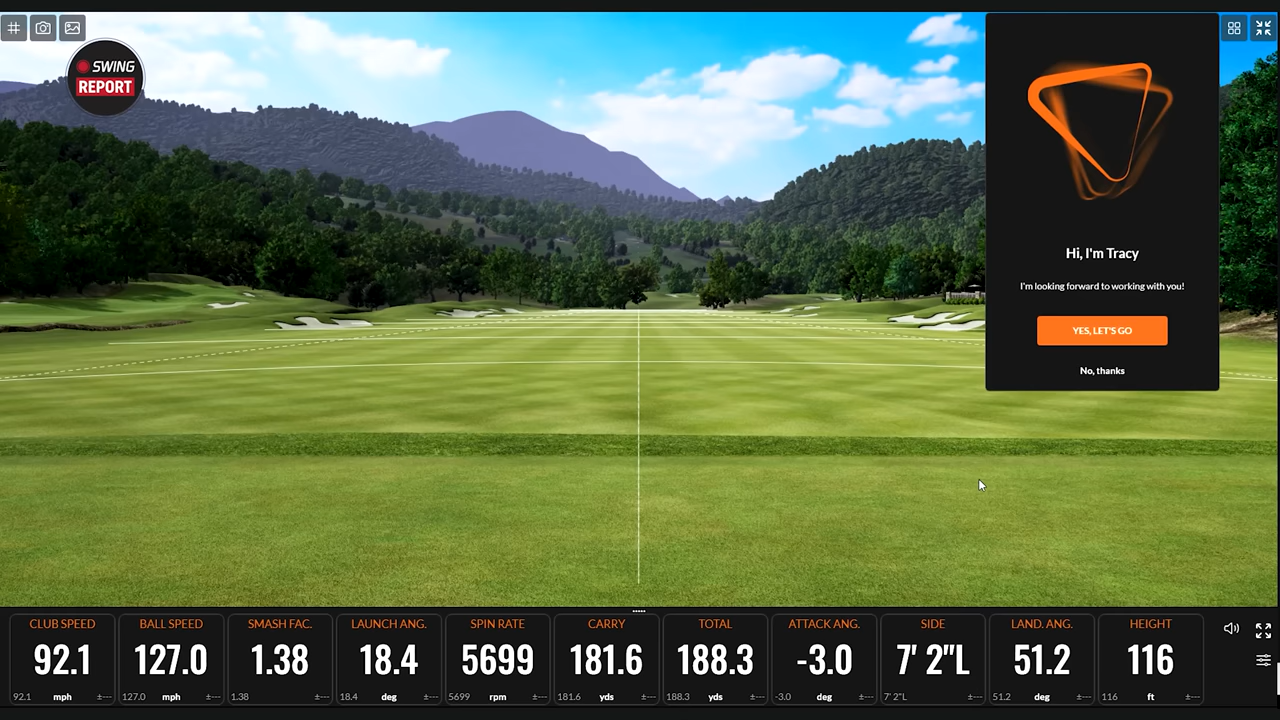 SWING
REPORT
Hi, I'm Tracy
I'm looking forward to working with you!
YES, LET'S GO
No, thanks
CLUB SPEED
92.1
92.1 mph ±---
BALL SPEED
127.0
127.0 mph ±---
SMASH FAC.
1.38
1.38 ±---
LAUNCH ANG.
18.4
18.4 deg ±---
SPIN RATE
5699
5699 rpm ±---
CARRY
181.6
181.6 yds ±---
TOTAL
188.3
188.3 yds ±---
ATTACK ANG.
-3.0
-3.0 deg ±---
SIDE
7' 2"L
7' 2"L ±---
LAND. ANG.
51.2
51.2 deg ±---
HEIGHT
116
116 ft ±---